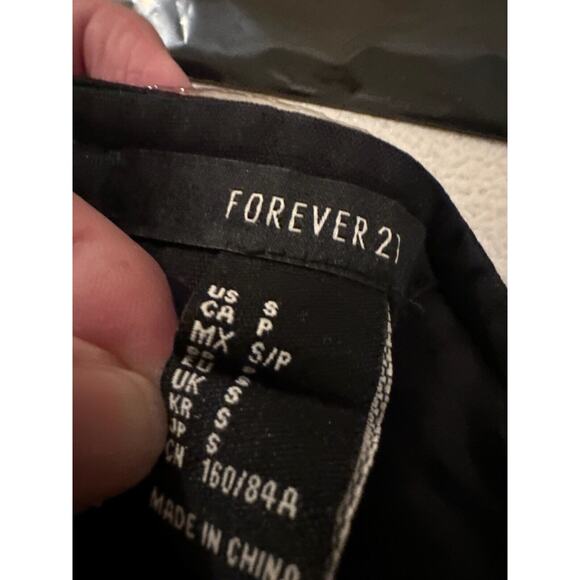 FOREVER 21
US S
CA P
MX S/P
UK S
KR S
JP S
CN 160/84A
MADE IN CHINA